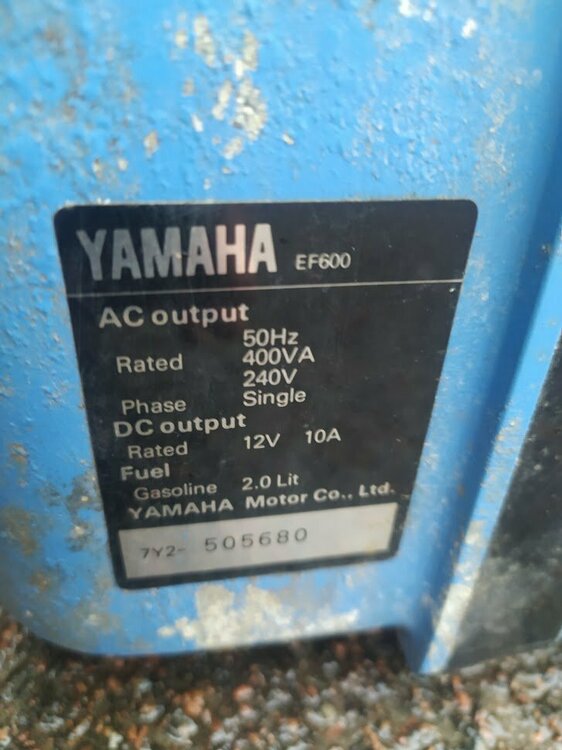 YAMAHA EF600
AC output
50Hz
Rated 400VA
240V
Phase Single
DC output
Rated 12V 10A
Fuel
Gasoline 2.0 Lit
YAMAHA Motor Co., Ltd.
7Y2- 505680